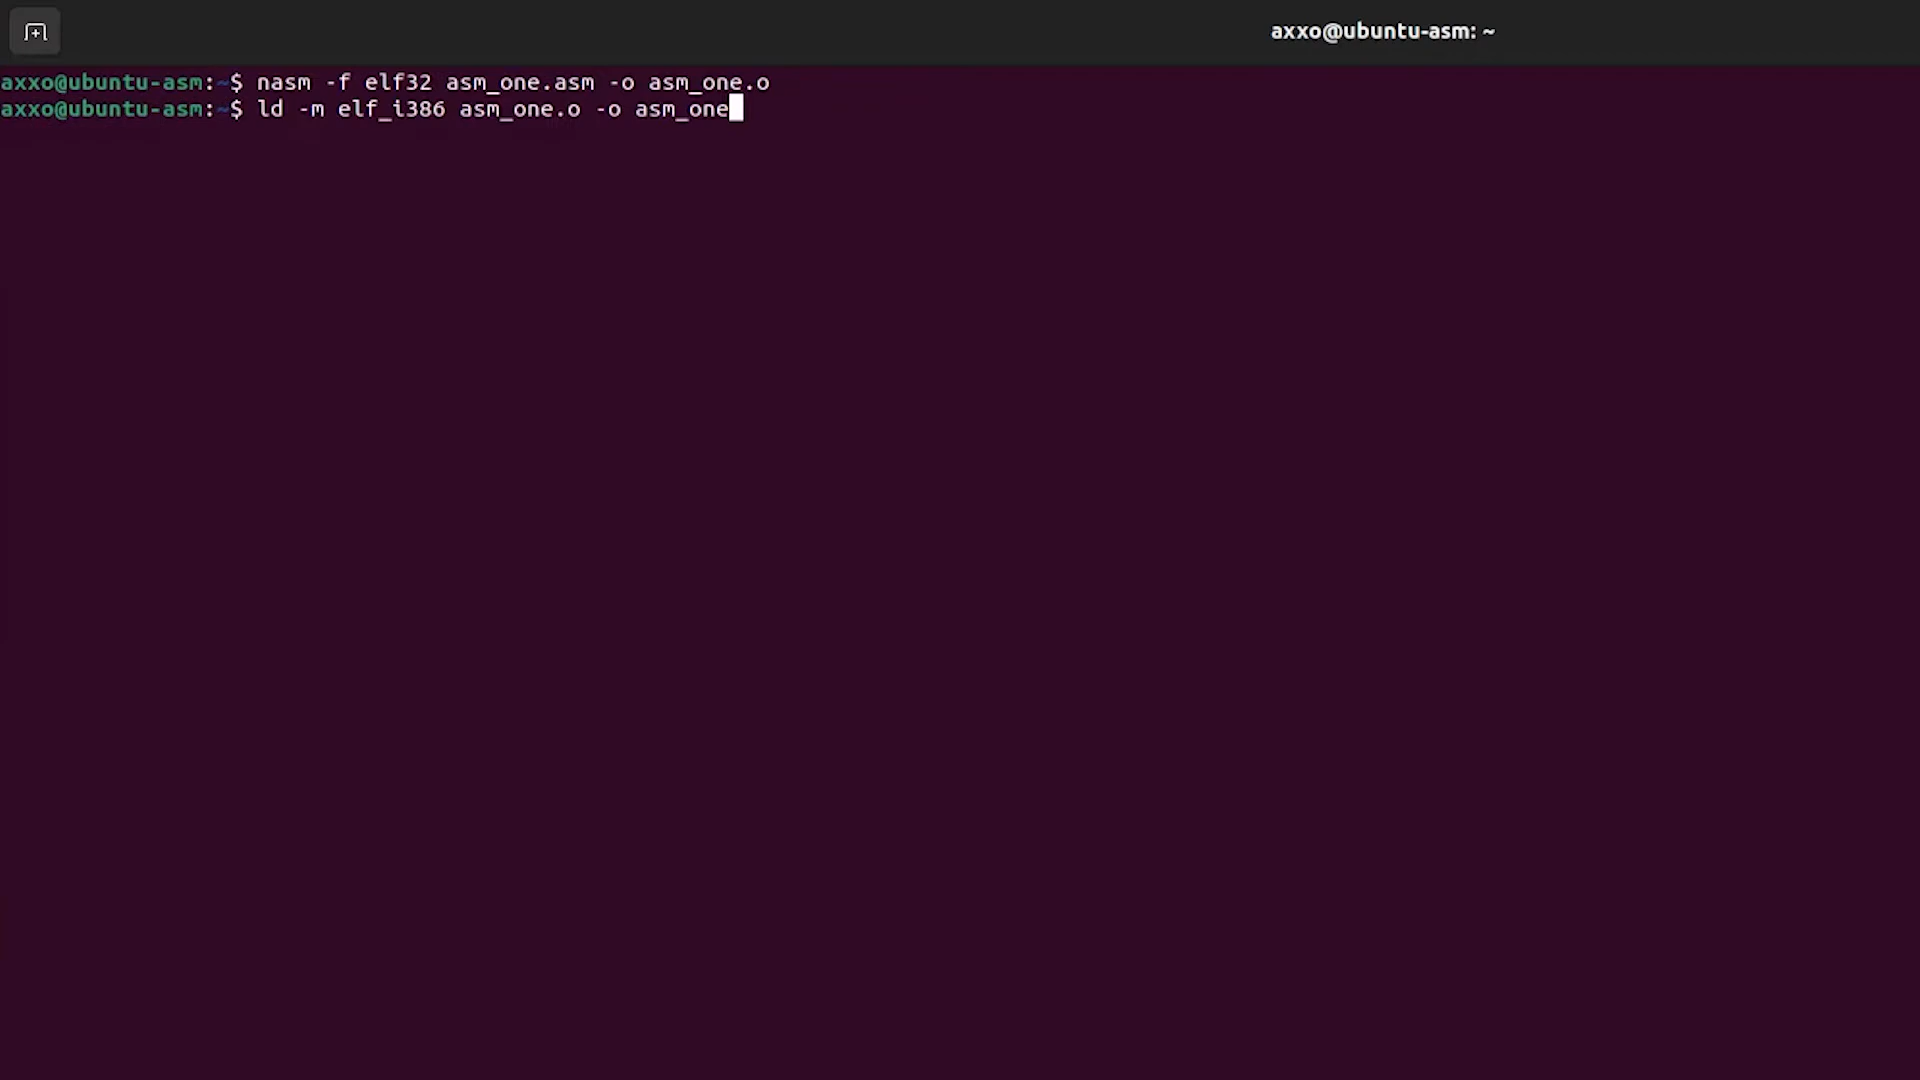 axxo@ubuntu-asm: ~
axxo@ubuntu-asm:~$ nasm -f elf32 asm_one.asm -o asm_one.o
axxo@ubuntu-asm:~$ ld -m elf_i386 asm_one.o -o asm_one